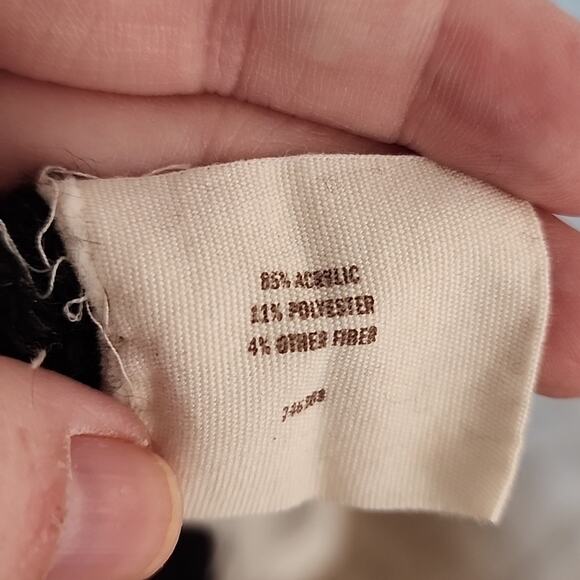 85% ACRYLIC
11% POLYESTER
4% OTHER FIBER